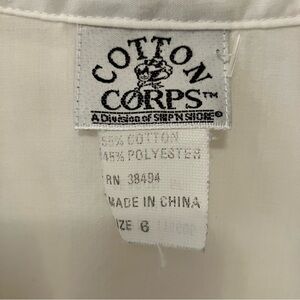 COTTON
CORPS™
A Division of SHIP'N SHORE®
55% COTTON
45% POLYESTER
RN 38494
MADE IN CHINA
SIZE 6